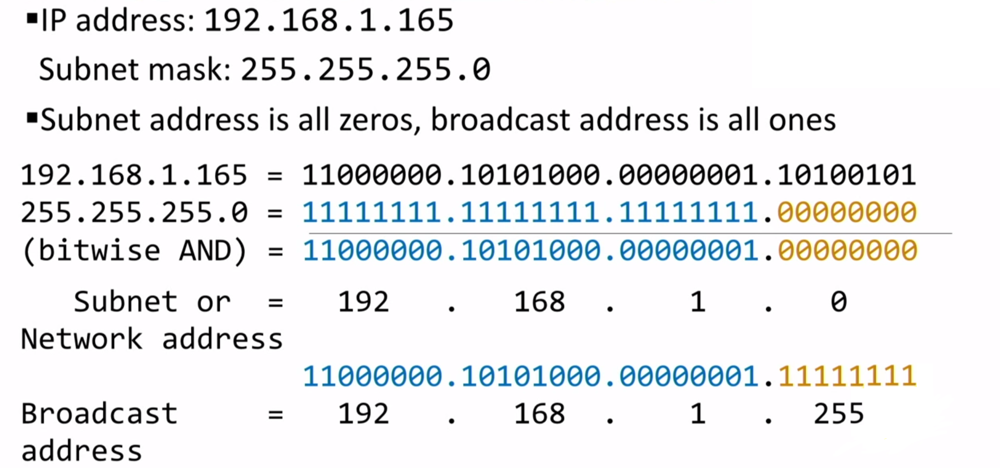 ▪IP address: 192.168.1.165
Subnet mask: 255.255.255.0
▪Subnet address is all zeros, broadcast address is all ones
192.168.1.165 = 11000000.10101000.00000001.10100101
255.255.255.0 = 11111111.11111111.11111111.00000000
(bitwise AND) = 11000000.10101000.00000001.00000000
Subnet or = 192 . 168 . 1 . 0
Network address
11000000.10101000.00000001.11111111
Broadcast = 192 . 168 . 1 . 255
address